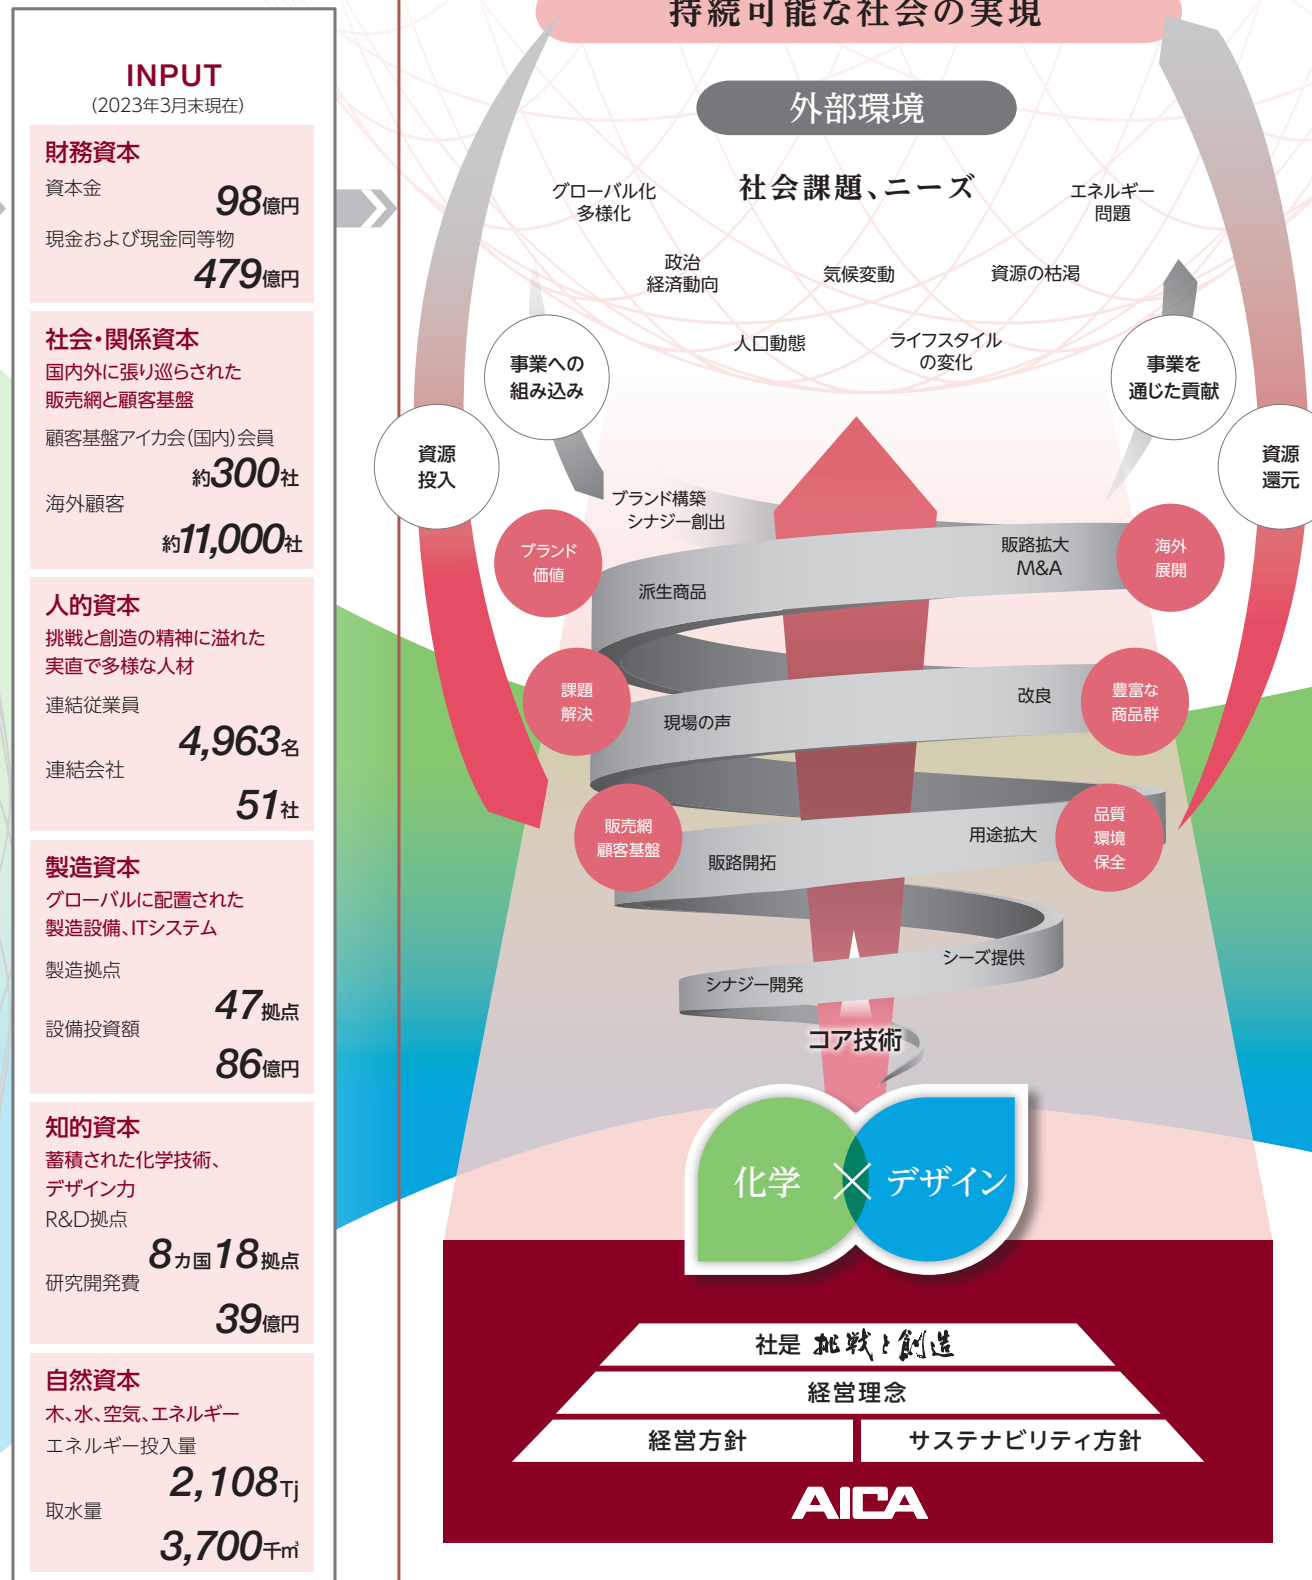 INPUT
(2023年3月末現在)
財務資本
資本金
98億円
現金および現金同等物
479億円
社会・関係資本
国内外に張り巡らされた
販売網と顧客基盤
顧客基盤アイカ会(国内)会員
約300社
海外顧客
約11,000社
人的資本
挑戦と創造の精神に溢れた
実直で多様な人材
連結従業員
4,963名
連結会社
51社
製造資本
グローバルに配置された
製造設備、ITシステム
製造拠点
47拠点
設備投資額
86億円
知的資本
蓄積された化学技術、
デザイン力
R&D拠点
8カ国18拠点
研究開発費
39億円
自然資本
木、水、空気、エネルギー
エネルギー投入量
2,108Tj
取水量
3,700千㎥
持続可能な社会の実現
外部環境
社会課題、ニーズ
グローバル化
多様化
エネルギー
問題
政治
経済動向
気候変動
資源の枯渇
人口動態
ライフスタイル
の変化
事業への
組み込み
事業を
通じた貢献
資源
投入
資源
還元
ブランド構築
シナジー創出
ブランド
価値
派生商品
販路拡大
M&A
海外
展開
課題
解決
現場の声
改良
豊富な
商品群
販売網
顧客基盤
販路開拓
用途拡大
品質
環境
保全
シナジー開発
シーズ提供
コア技術
化学×デザイン
社是 挑戦と創造
経営理念
経営方針
サステナビリティ方針
AICA